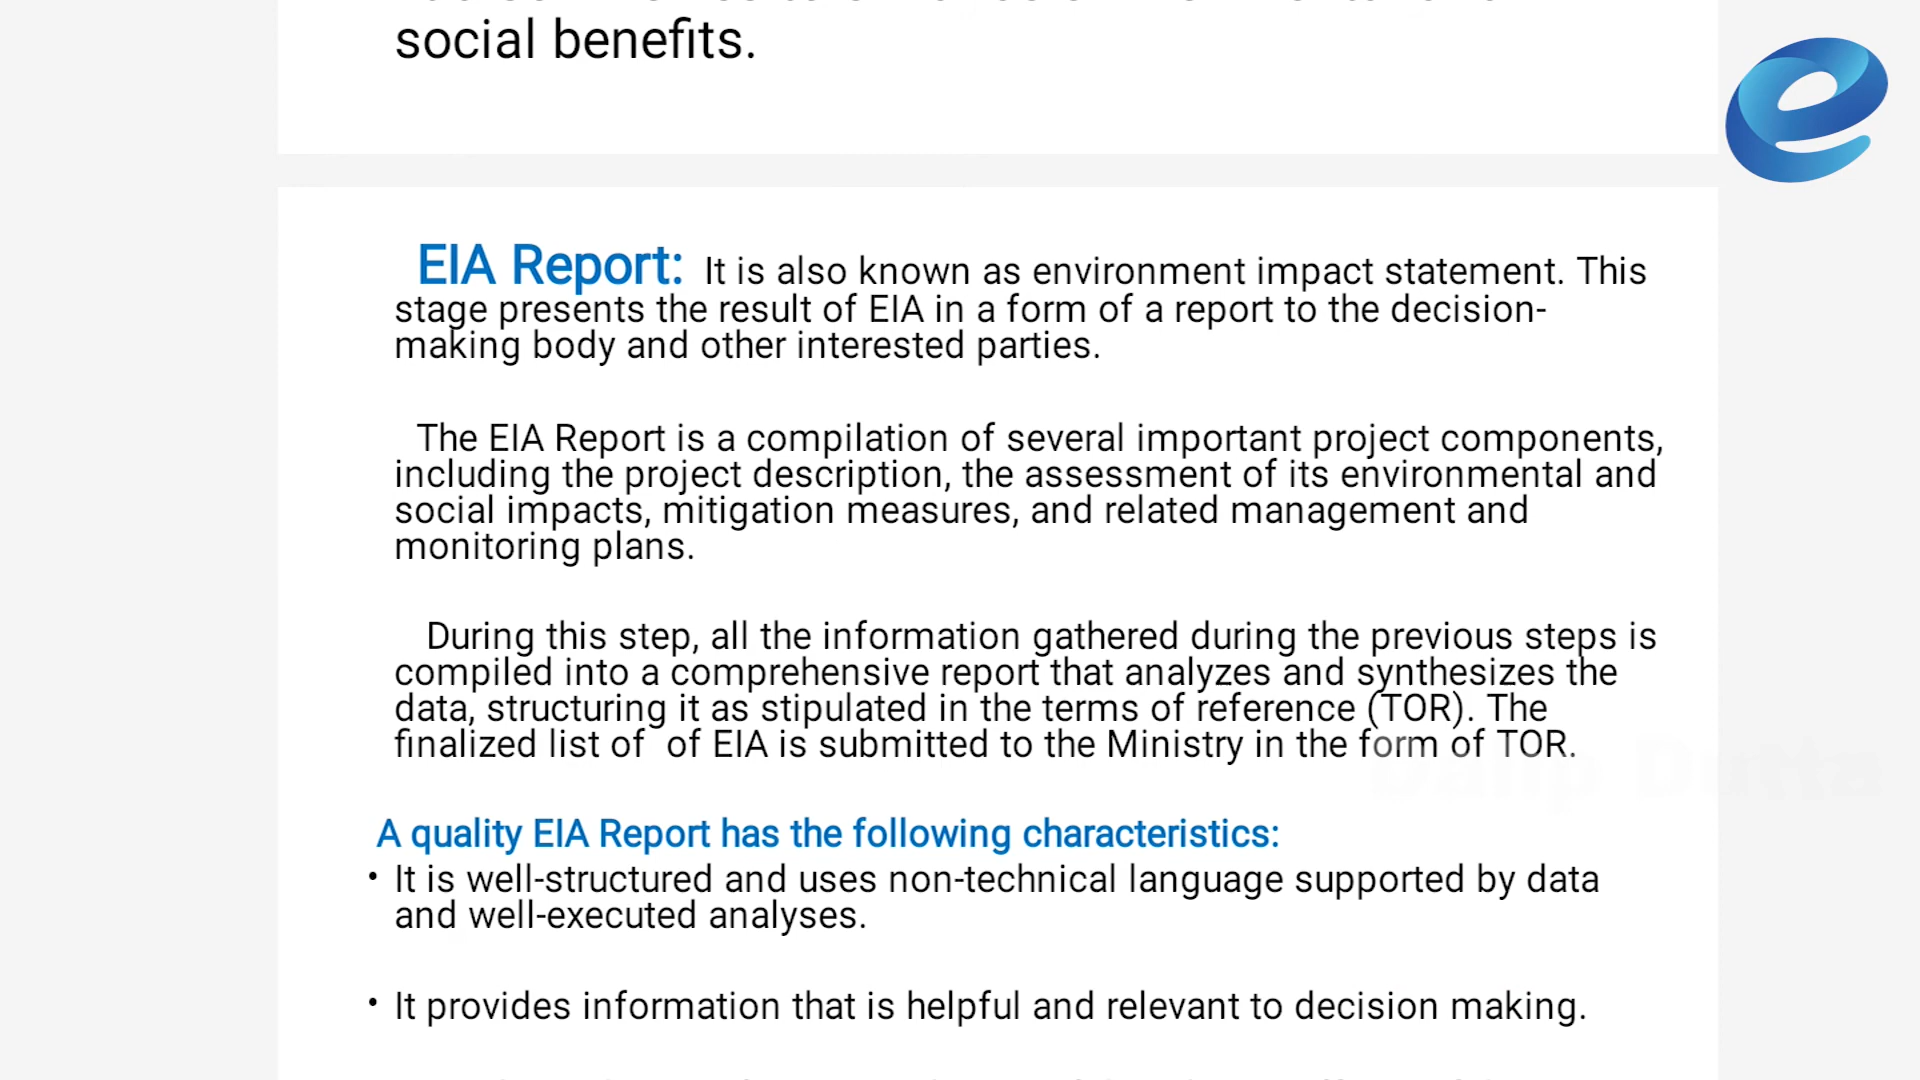 social benefits.
EIA Report: It is also known as environment impact statement. This
stage presents the result of EIA in a form of a report to the decision-
making body and other interested parties.
The EIA Report is a compilation of several important project components,
including the project description, the assessment of its environmental and
social impacts, mitigation measures, and related management and
monitoring plans.
During this step, all the information gathered during the previous steps is
compiled into a comprehensive report that analyzes and synthesizes the
data, structuring it as stipulated in the terms of reference (TOR). The
finalized list of of EIA is submitted to the Ministry in the form of TOR.
Dalip Dutta
A quality EIA Report has the following characteristics:
• It is well-structured and uses non-technical language supported by data
and well-executed analyses.
• It provides information that is helpful and relevant to decision making.